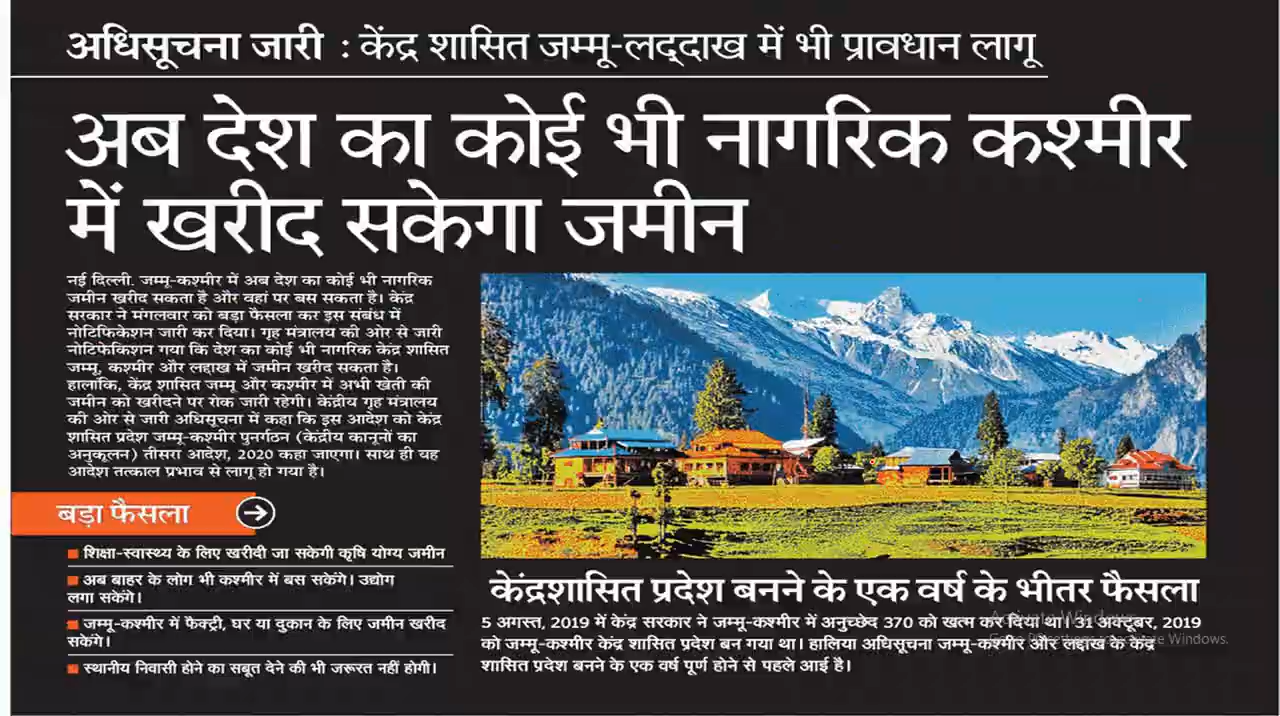 अधिसूचना जारी : केंद्र शासित जम्मू-लद्दाख में भी प्रावधान लागू
अब देश का कोई भी नागरिक कश्मीर
में खरीद सकेगा जमीन
नई दिल्ली. जम्मू-कश्मीर में अब देश का कोई भी नागरिक
जमीन खरीद सकता है और वहां पर बस सकता है। केंद्र
सरकार ने मंगलवार को बड़ा फैसला कर इस संबंध में
नोटिफिकेशन जारी कर दिया। गृह मंत्रालय की ओर से जारी
नोटिफेकिशन गया कि देश का कोई भी नागरिक केंद्र शासित
जम्मू, कश्मीर और लद्दाख में जमीन खरीद सकता है।
हालांकि, केंद्र शासित जम्मू और कश्मीर में अभी खेती की
जमीन को खरीदने पर रोक जारी रहेगी। केंद्रीय गृह मंत्रालय
की ओर से जारी अधिसूचना में कहा कि इस आदेश को केंद्र
शासित प्रदेश जम्मू-कश्मीर पुनर्गठन (केंद्रीय कानूनों का
अनुकूलन) तीसरा आदेश, 2020 कहा जाएगा। साथ ही यह
आदेश तत्काल प्रभाव से लागू हो गया है।
बड़ा फैसला
शिक्षा-स्वास्थ्य के लिए खरीदी जा सकेगी कृषि योग्य जमीन
अब बाहर के लोग भी कश्मीर में बस सकेंगे। उद्योग
लगा सकेंगे।
जम्मू-कश्मीर में फैक्ट्री, घर या दुकान के लिए जमीन खरीद
सकेंगे।
स्थानीय निवासी होने का सबूत देने की भी जरूरत नहीं होगी।
केंद्रशासित प्रदेश बनने के एक वर्ष के भीतर फैसला
5 अगस्त, 2019 में केंद्र सरकार ने जम्मू-कश्मीर में अनुच्छेद 370 को खत्म कर दिया था। 31 अक्टूबर, 2019
को जम्मू-कश्मीर केंद्र शासित प्रदेश बन गया था। हालिया अधिसूचना जम्मू-कश्मीर और लद्दाख के केंद्र
शासित प्रदेश बनने के एक वर्ष पूर्ण होने से पहले आई है।
Activate Windows
Windows.